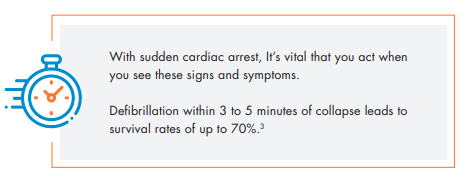 With sudden cardiac arrest, It's vital that you act when
you see these signs and symptoms.
Defibrillation within 3 to 5 minutes of collapse leads to
survival rates of up to 70%.³